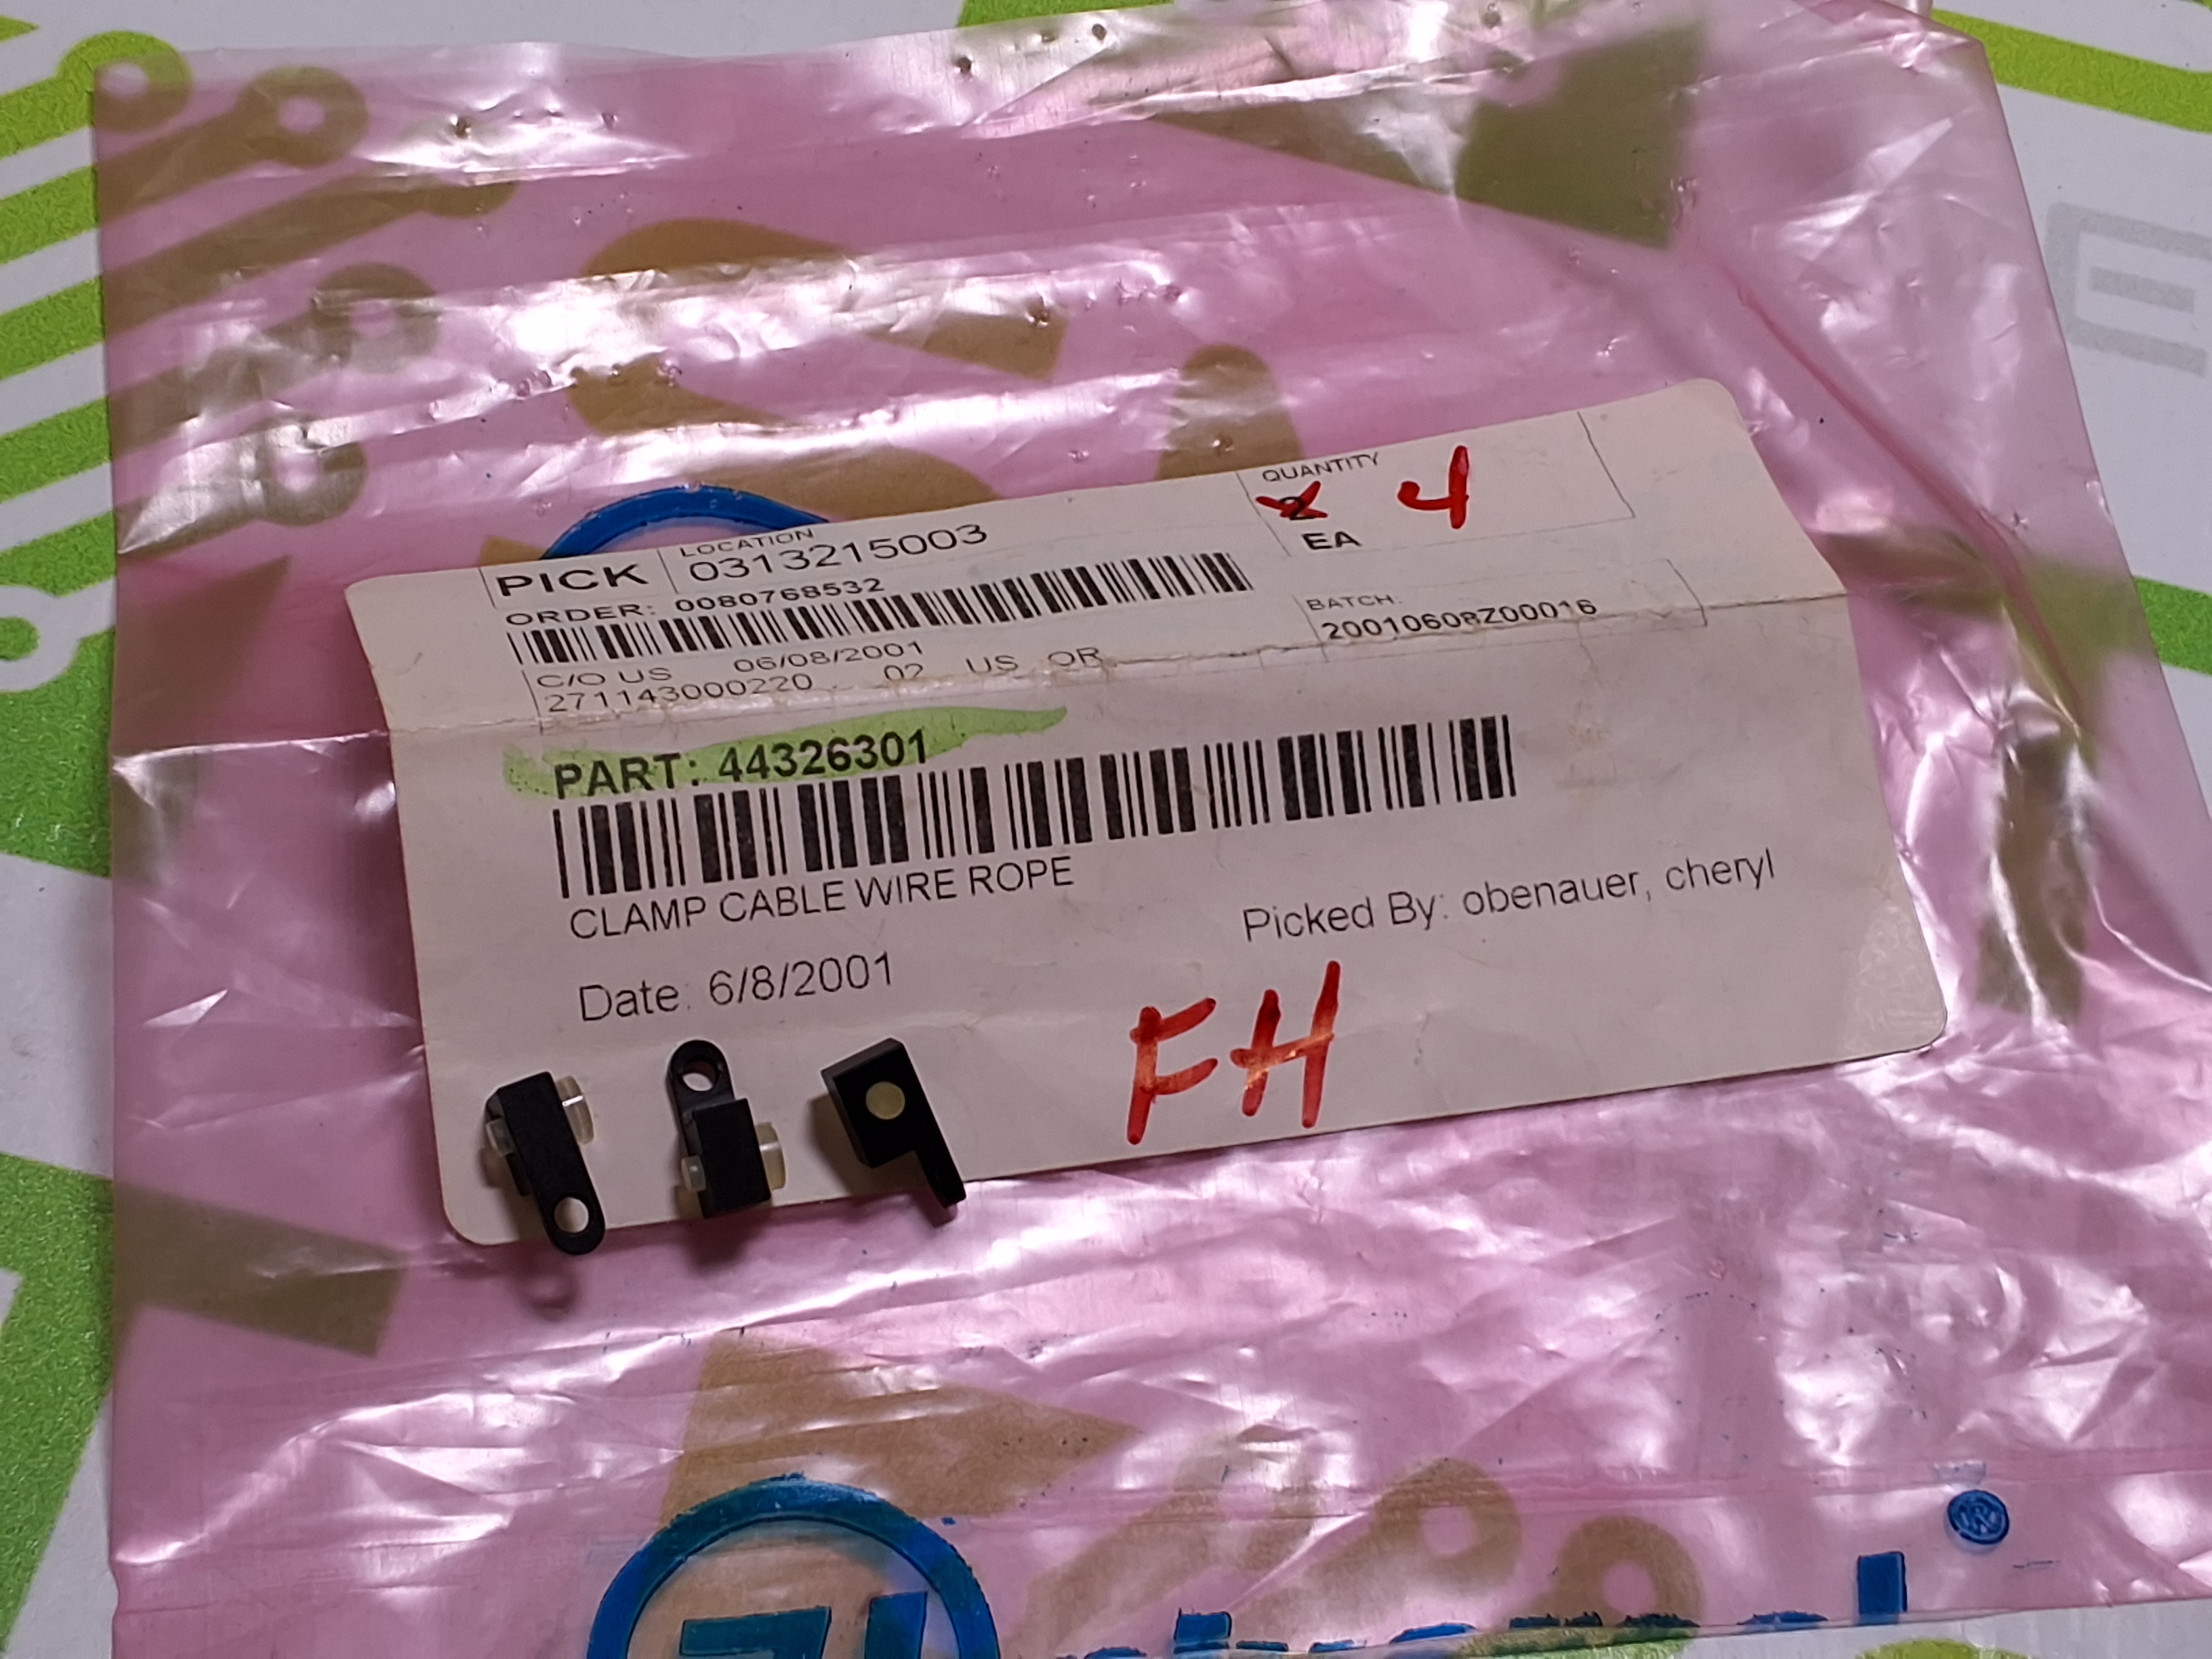 QUANTITY
2 4
EA
PICK
LOCATION
0313215003
ORDER: 0080768532
BATCH:
20010608Z00016
C/O US 06/08/2001
271143000220 02 US OR
PART: 44326301
CLAMP CABLE WIRE ROPE
Picked By: obenauer, cheryl
Date: 6/8/2001
FH
E
®